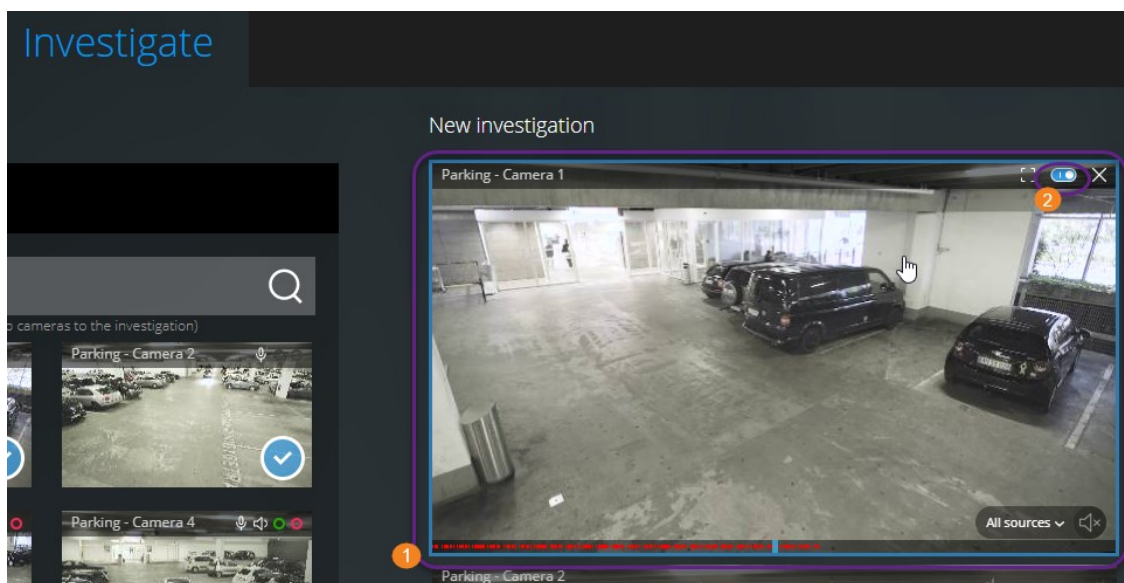 Investigate
New investigation
Parking - Camera 1
2
o cameras to the investigation)
Parking - Camera 2
Parking - Camera 4
All sources
1
Parking - Camera 2